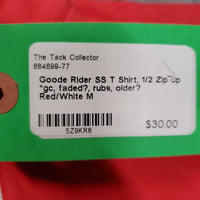 The Tack Collector
684699-77
Goode Rider SS T Shirt, 1/2 Zip up
*gc, faded?, rubs, older?
Red/White M
5Z9KR8
$30.00